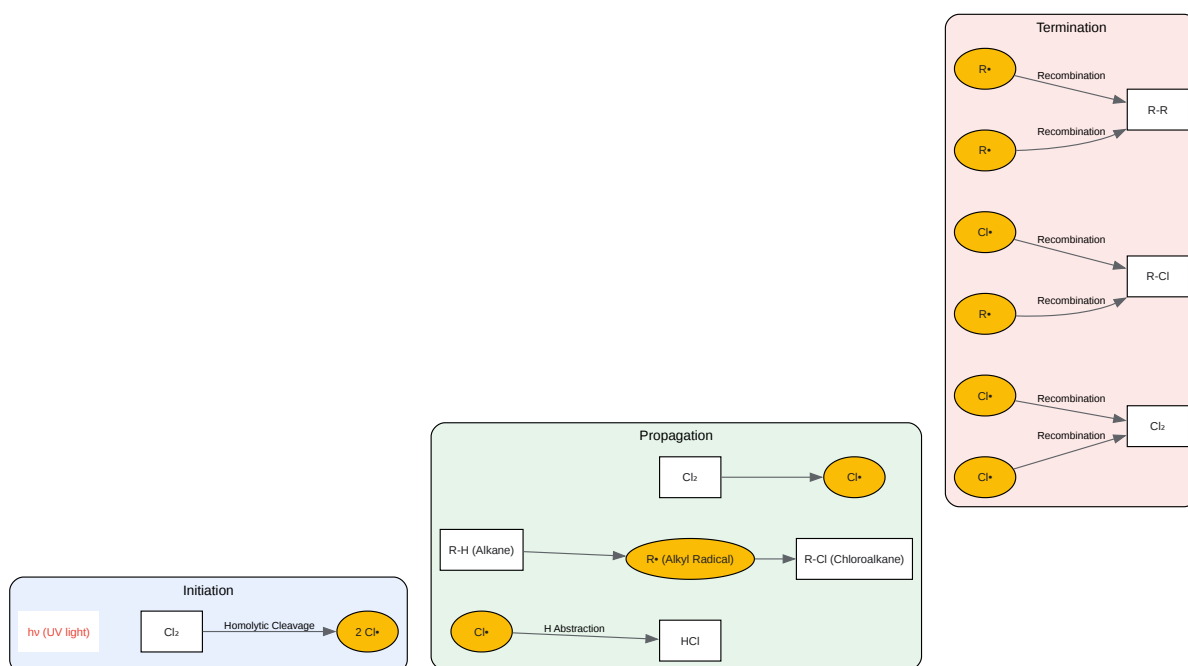 Termination
R•
Recombination
R-R
Recombination
R•
Cl•
Recombination
R-Cl
Recombination
R•
Cl•
Recombination
Cl₂
Recombination
Cl•
Propagation
Cl₂
Cl•
R-H (Alkane)
R• (Alkyl Radical)
R-Cl (Chloroalkane)
Cl•
H Abstraction
HCl
Initiation
hν (UV light)
Cl₂
Homolytic Cleavage
2 Cl•